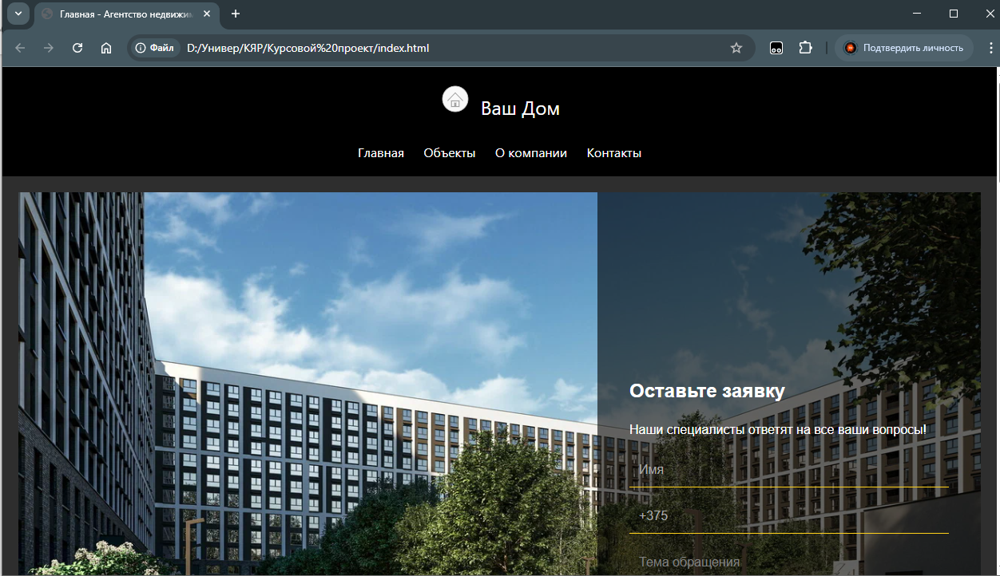 Главная - Агентство недвижим
Файл D:/Универ/КЯР/Курсовой%20проект/index.html
Подтвердить личность
Ваш Дом
Главная Объекты О компании Контакты
Оставьте заявку
Наши специалисты ответят на все ваши вопросы!
Имя
+375
Тема обращения